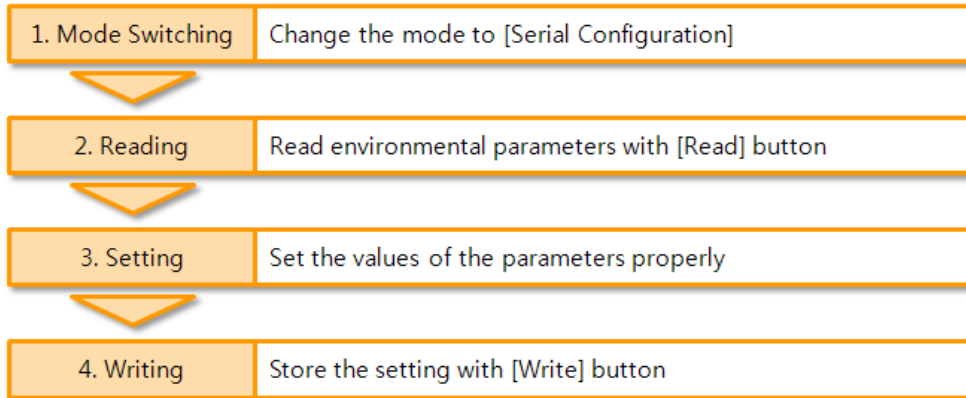 1. Mode Switching Change the mode to [Serial Configuration]
2. Reading Read environmental parameters with [Read] button
3. Setting Set the values of the parameters properly
4. Writing Store the setting with [Write] button